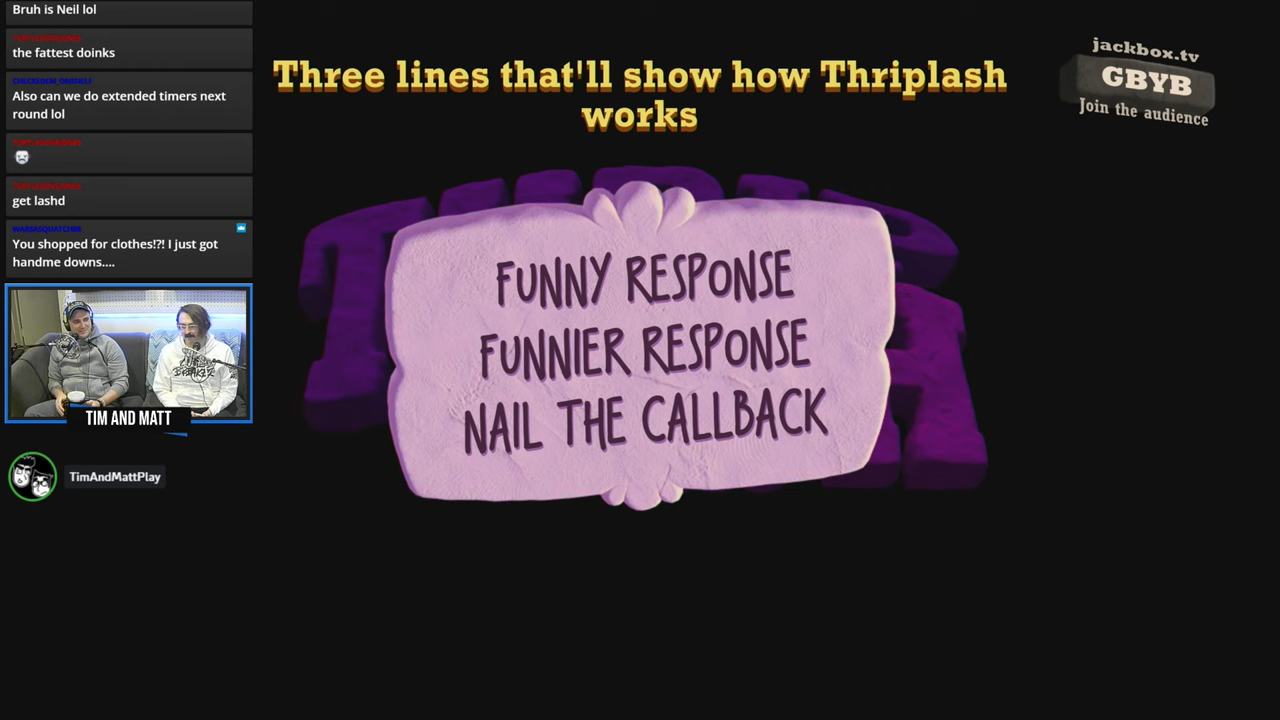 Bruh is Neil lol
the fattest doinks
Also can we do extended timers next
round lol
get lashd
WARSASQUATCH88
You shopped for clothes!?! I just got
handme downs....
TIM AND MATT
TimAndMattPlay
Three lines that'll show how Thriplash
works
FUNNY RESPONSE
FUNNIER RESPONSE
NAIL THE CALLBACK
jackbox.tv
GBYB
Join the audience